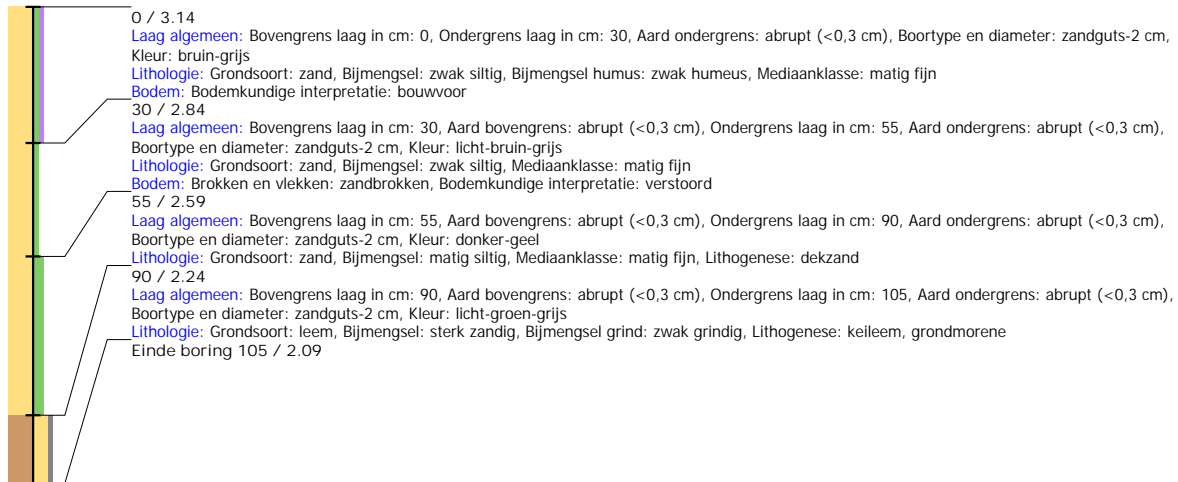 0 / 3.14
Laag algemeen: Bovengrens laag in cm: 0, Ondergrens laag in cm: 30, Aard ondergrens: abrupt (<0,3 cm), Boortype en diameter: zandguts-2 cm,
Kleur: bruin-grijs
Lithologie: Grondsoort: zand, Bijmengsel: zwak siltig, Bijmengsel humus: zwak humeus, Mediaanklasse: matig fijn
Bodem: Bodemkundige interpretatie: bouwvoor
30 / 2.84
Laag algemeen: Bovengrens laag in cm: 30, Aard bovengrens: abrupt (<0,3 cm), Ondergrens laag in cm: 55, Aard ondergrens: abrupt (<0,3 cm),
Boortype en diameter: zandguts-2 cm, Kleur: licht-bruin-grijs
Lithologie: Grondsoort: zand, Bijmengsel: zwak siltig, Mediaanklasse: matig fijn
Bodem: Brokken en vlekken: zandbrokken, Bodemkundige interpretatie: verstoord
55 / 2.59
Laag algemeen: Bovengrens laag in cm: 55, Aard bovengrens: abrupt (<0,3 cm), Ondergrens laag in cm: 90, Aard ondergrens: abrupt (<0,3 cm),
Boortype en diameter: zandguts-2 cm, Kleur: donker-geel
Lithologie: Grondsoort: zand, Bijmengsel: matig siltig, Mediaanklasse: matig fijn, Lithogenese: dekzand
90 / 2.24
Laag algemeen: Bovengrens laag in cm: 90, Aard bovengrens: abrupt (<0,3 cm), Ondergrens laag in cm: 105, Aard ondergrens: abrupt (<0,3 cm),
Boortype en diameter: zandguts-2 cm, Kleur: licht-groen-grijs
Lithologie: Grondsoort: leem, Bijmengsel: sterk zandig, Bijmengsel grind: zwak grindig, Lithogenese: keileem, grondmorene
Einde boring 105 / 2.09